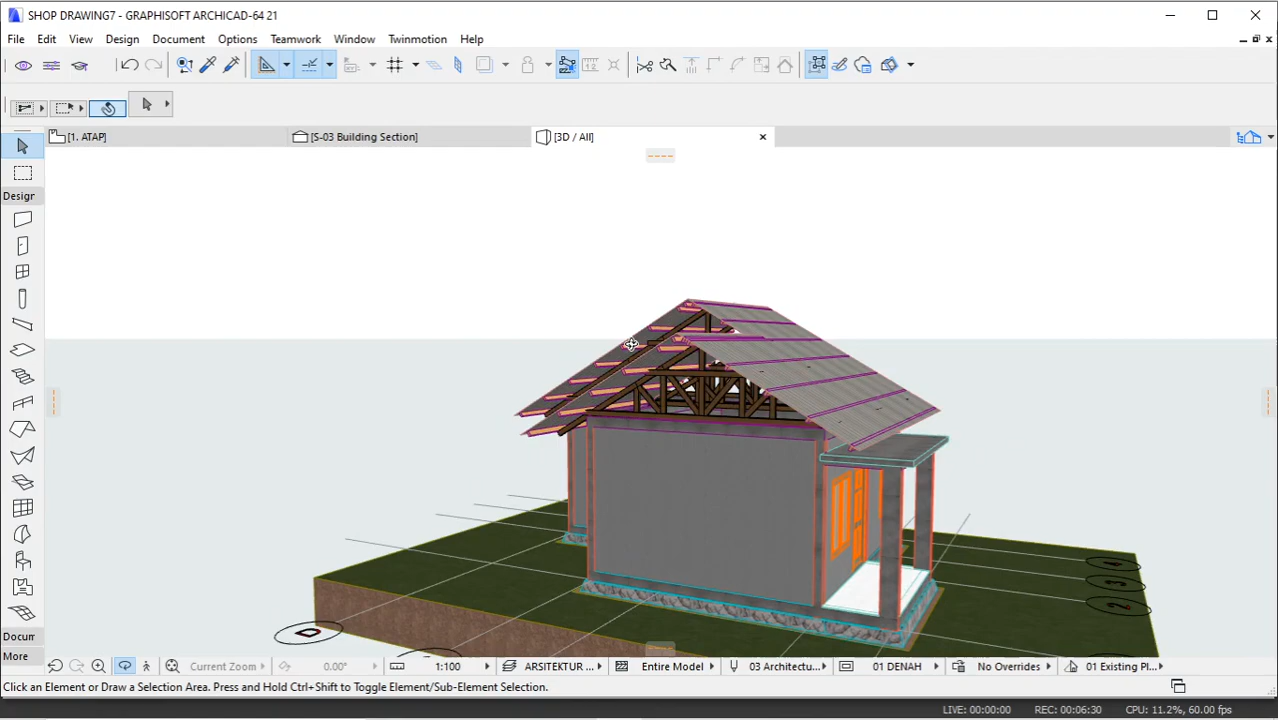 SHOP DRAWING7 - GRAPHISOFT ARCHICAD-64 21
File Edit View Design Document Options Teamwork Window Twinmotion Help
[1. ATAP] [S-03 Building Section] [3D / All]
Design
D
4
3
2
Docum
More
Current Zoom 0.00° 1:100 ARSITEKTUR ... Entire Model 03 Architectu... 01 DENAH No Overrides 01 Existing Pl...
Click an Element or Draw a Selection Area. Press and Hold Ctrl+Shift to Toggle Element/Sub-Element Selection.
LIVE: 00:00:00 REC: 00:06:30 CPU: 11.2%, 60.00 fps